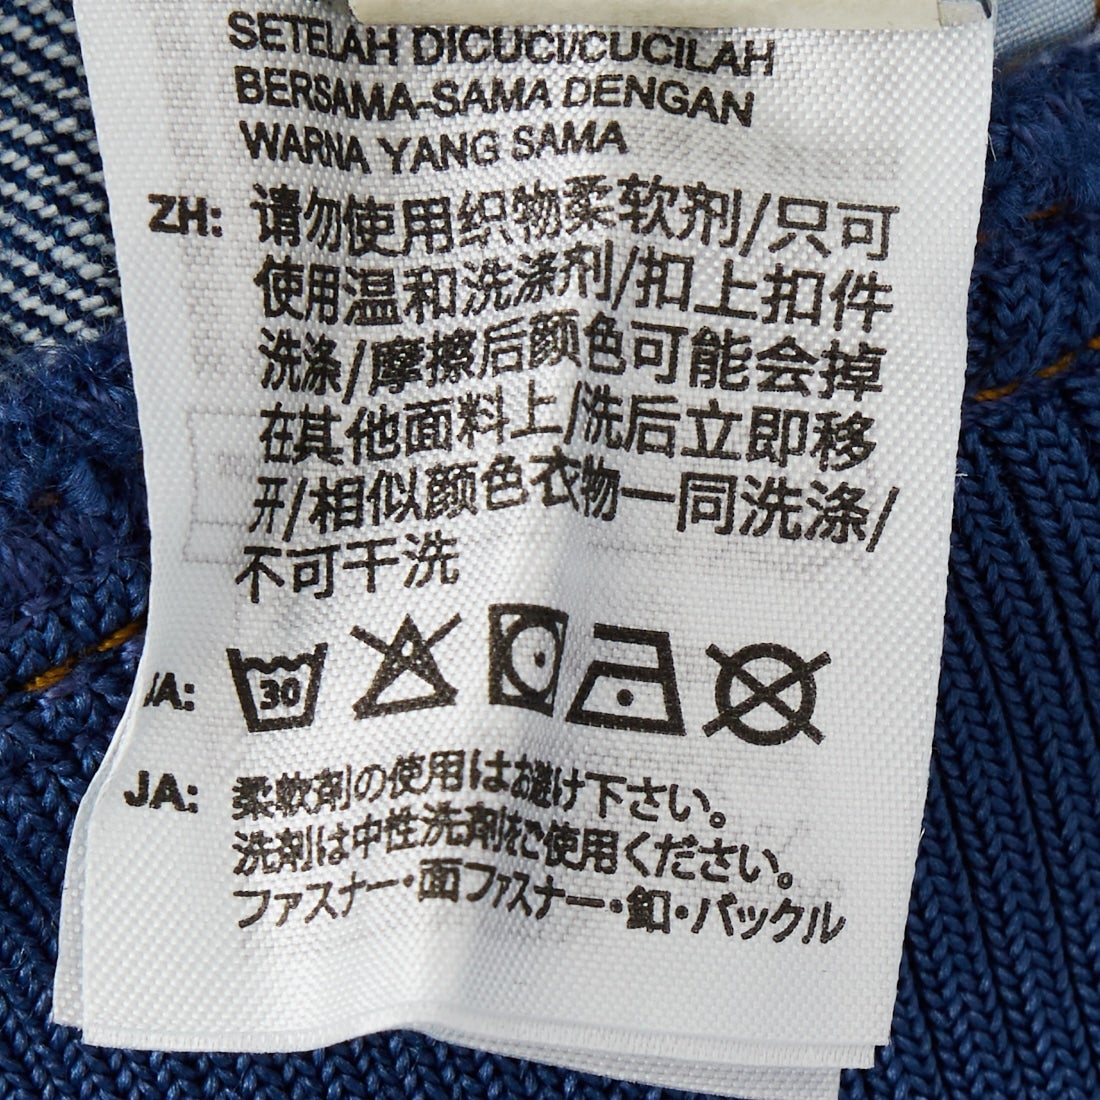 SETELAH DICUCI/CUCILAH
BERSAMA-SAMA DENGAN
WARNA YANG SAMA
ZH: 请勿使用织物柔软剂/只可
使用温和洗涤剂/扣上扣件
洗涤/摩擦后颜色可能会掉
在其他面料上/洗后立即移
开/相似颜色衣物一同洗涤/
不可干洗
JA: 30
JA: 柔軟剤の使用はお避け下さい。
洗剤は中性洗剤をご使用ください。
ファスナー・面ファスナー・釦・バックル